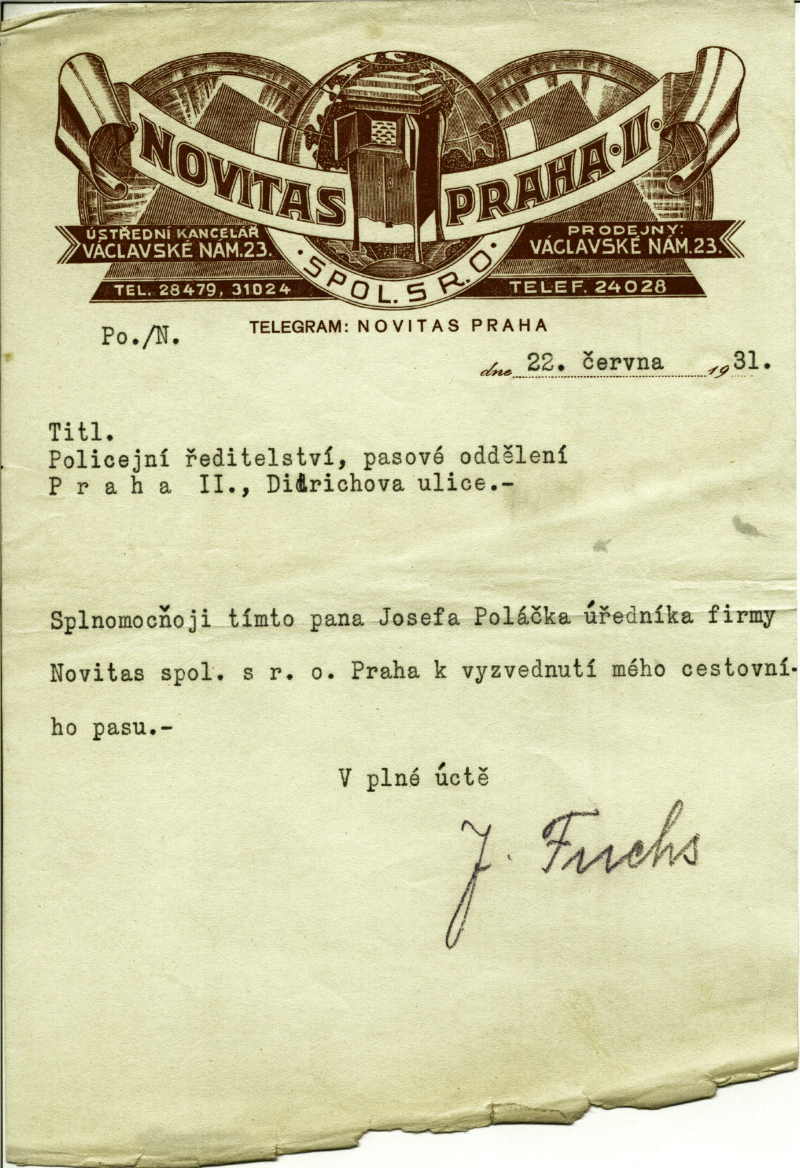 NOVITAS PRAHA·II·
ÚSTŘEDNÍ KANCELÁŘ
VÁCLAVSKÉ NÁM.23.
TEL. 28479, 31024
·SPOL. S R.O.·
PRODEJNY:
VÁCLAVSKÉ NÁM.23.
TELEF. 24028
TELEGRAM: NOVITAS PRAHA
Po./N.
dne 22. června 1931.
Titl.
Policejní ředitelství, pasové oddělení
P r a h a II., Didrichova ulice.-
Splnomocňoji tímto pana Josefa Poláčka úředníka firmy
Novitas spol. s r. o. Praha k vyzvednutí mého cestovní-
ho pasu.-
V plné úctě
J. Fuchs